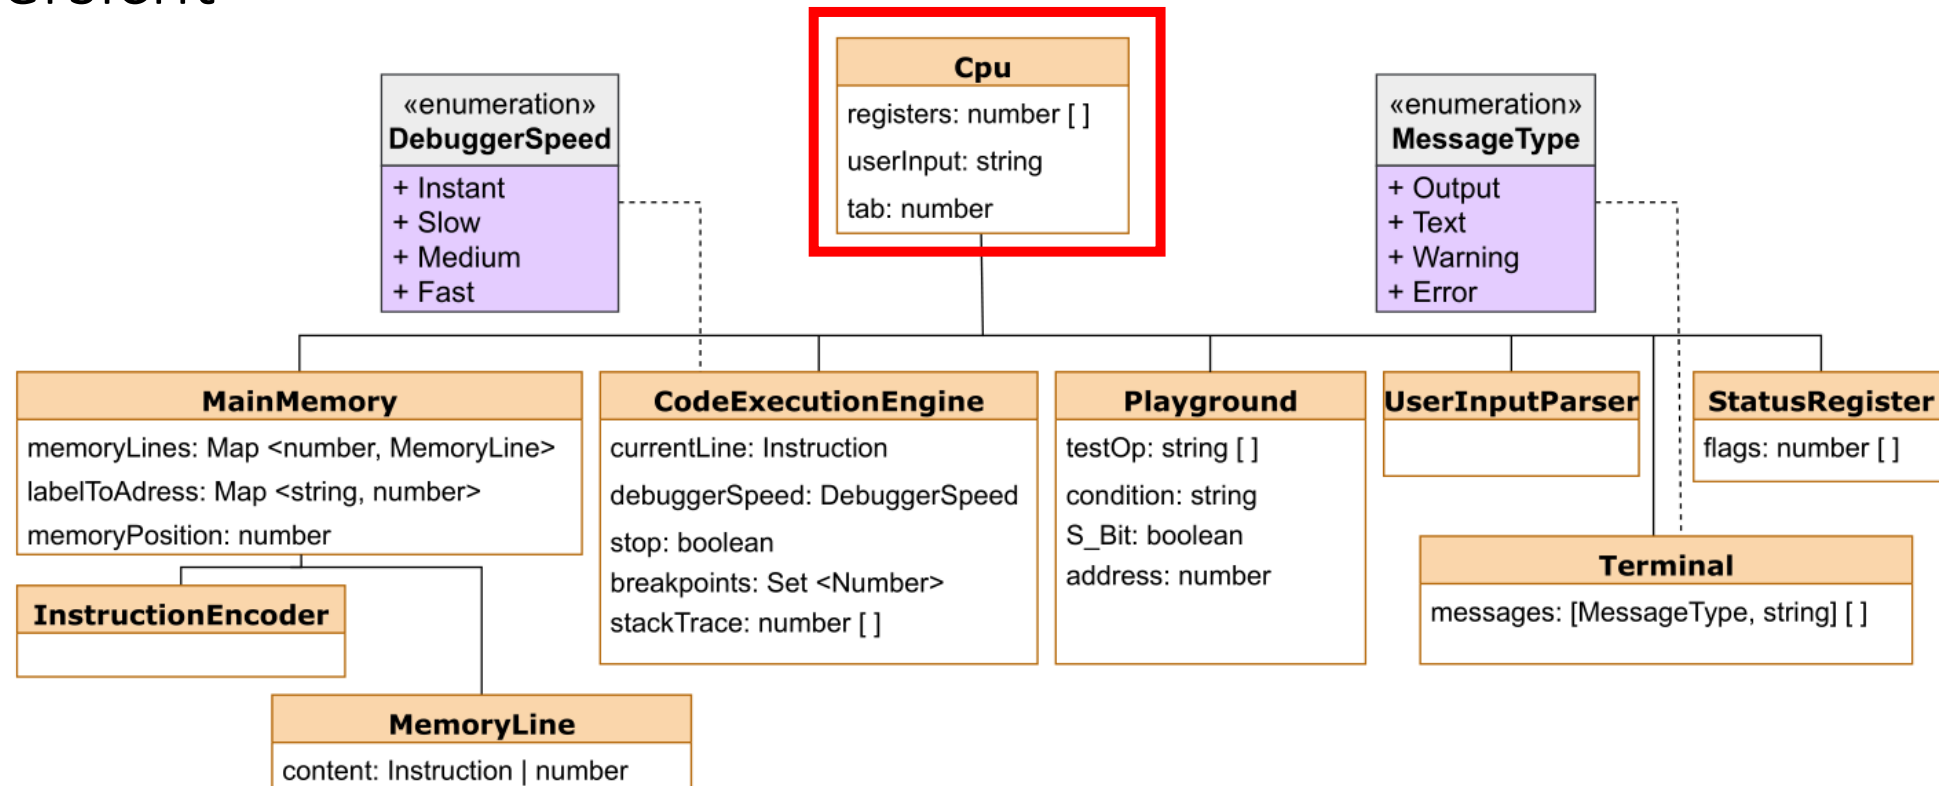 Cpu
registers: number [ ]
userInput: string
tab: number
«enumeration»
DebuggerSpeed
+ Instant
+ Slow
+ Medium
+ Fast
«enumeration»
MessageType
+ Output
+ Text
+ Warning
+ Error
MainMemory
memoryLines: Map <number, MemoryLine>
labelToAdress: Map <string, number>
memoryPosition: number
CodeExecutionEngine
currentLine: Instruction
debuggerSpeed: DebuggerSpeed
stop: boolean
breakpoints: Set <Number>
stackTrace: number [ ]
Playground
testOp: string [ ]
condition: string
S_Bit: boolean
address: number
UserInputParser
StatusRegister
flags: number [ ]
Terminal
messages: [MessageType, string] [ ]
InstructionEncoder
MemoryLine
content: Instruction | number